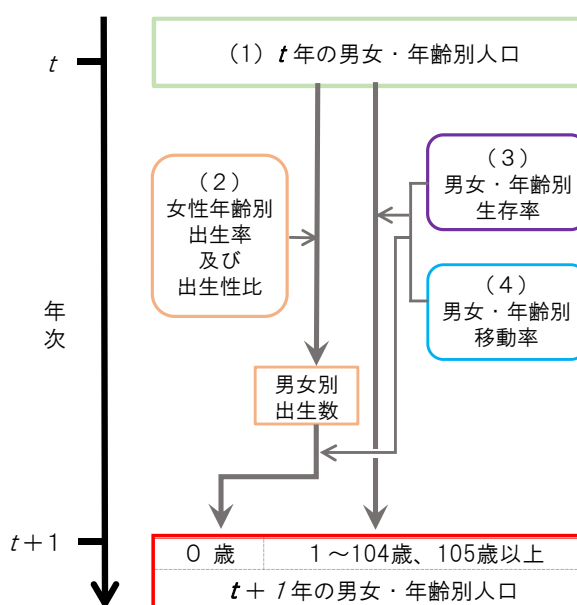 t
(1) t年の男女・年齢別人口
(2)
女性年齢別
出生率
及び
出生性比
(3)
男女・年齢別
生存率
(4)
男女・年齢別
移動率
年次
男女別
出生数
t+1
0 歳
1~104歳、105歳以上
t+1年の男女・年齢別人口